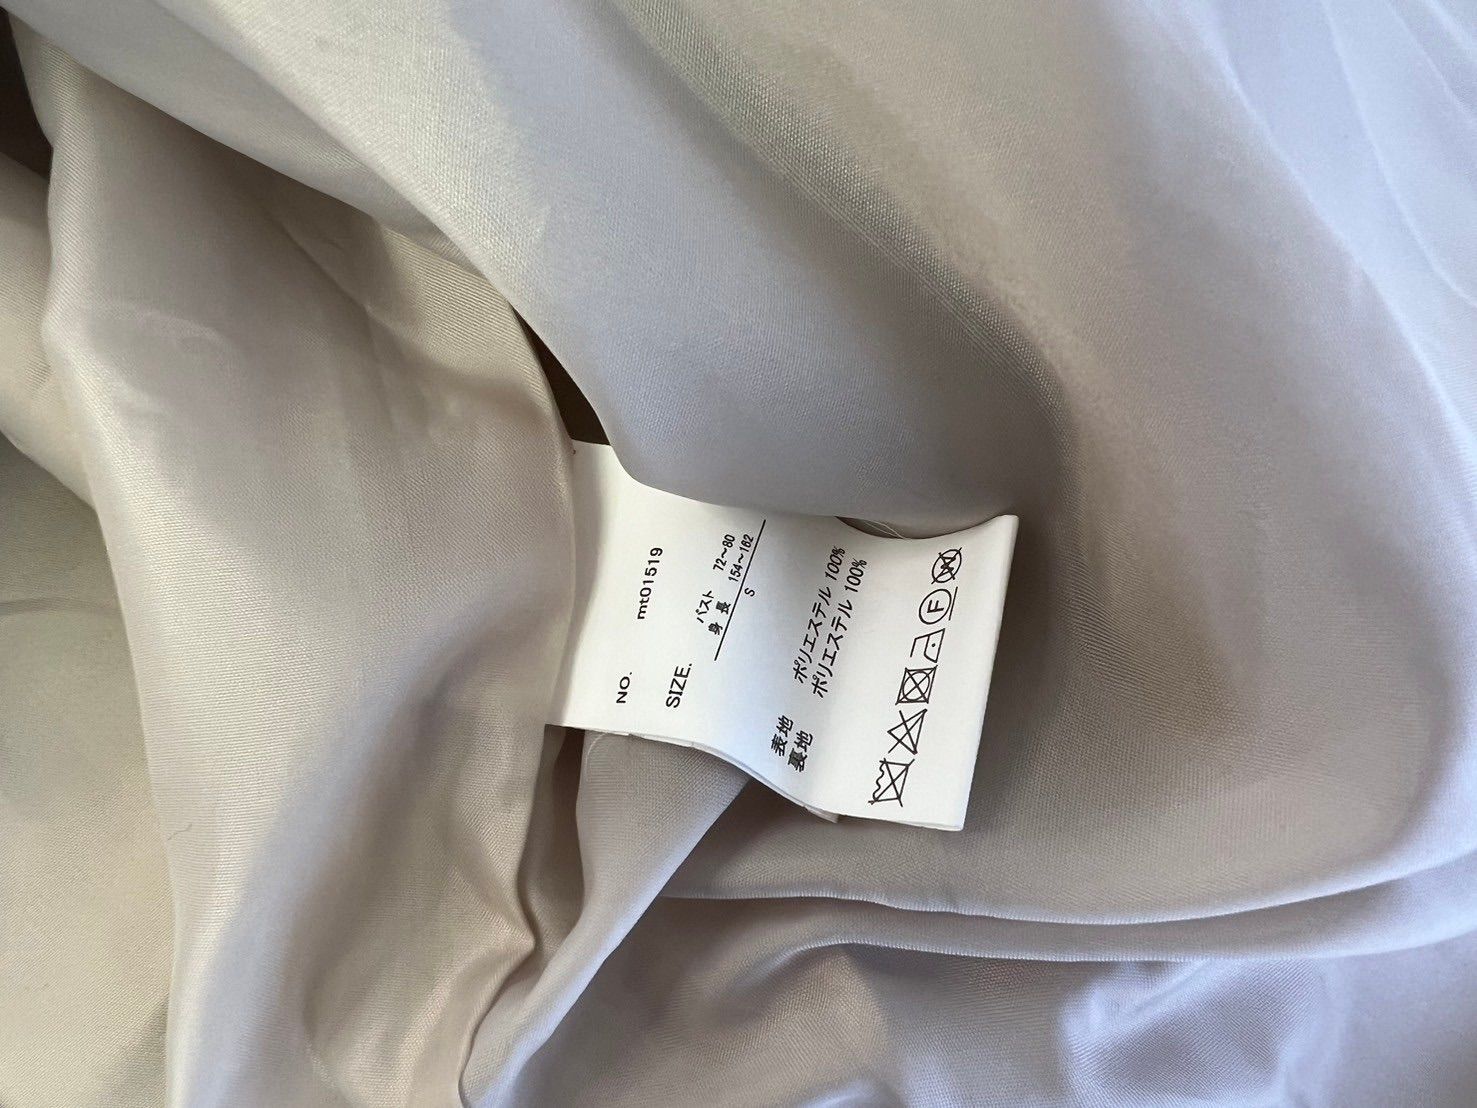 NO. mt01519
SIZE.
バスト 72〜80
身 長 154〜162
S
表地 ポリエステル 100%
裏地 ポリエステル 100%
F W